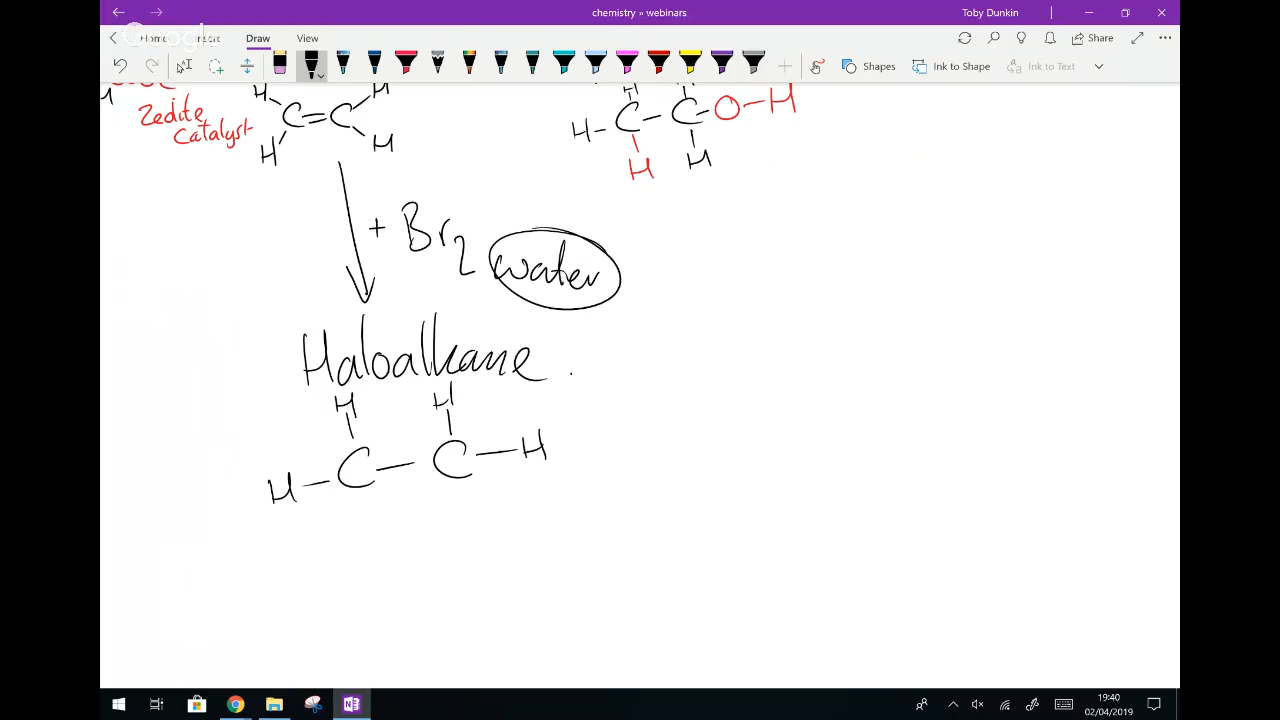 chemistry » webinars
Toby Dunkin
Google
Home
Insert
Draw
View
Share
Shapes
Ink to Shape
Ink to Text
Zeolite
Catalyst
H
H
C = C
H
H
H
H - C - C - O - H
H
H
+ Br2 water
Haloalkane.
H
H
H - C - C - H
19:40
02/04/2019